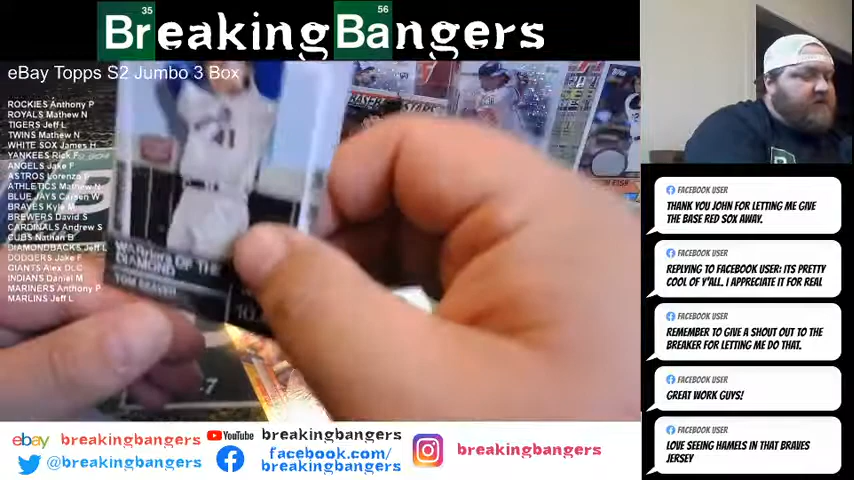 35
56
BreakingBangers
eBay Topps S2 Jumbo 3 Box
ROCKIES Anthony P
ROYALS Mathew N
TIGERS Jeff L
TWINS Mathew N
WHITE SOX James H
YANKEES Rick F
ANGELS Jake F
ASTROS Lorenzo
ATHLETICS Mathew N
BLUE JAYS Carsen W
BRAVES Kyle M
BREWERS David S
CARDINALS Andrew S
CUBS Nathan B
DIAMONDBACKS Jeff L
DODGERS Jake F
GIANTS Alex DLC
INDIANS Daniel M
MARINERS Anthony P
MARLINS Jeff L
41
OF THE
DIAMOND
TOM SEAVER
FACEBOOK USER
THANK YOU JOHN FOR LETTING ME GIVE
THE BASE RED SOX AWAY.
FACEBOOK USER
REPLYING TO FACEBOOK USER: ITS PRETTY
COOL OF Y'ALL. I APPRECIATE IT FOR REAL
FACEBOOK USER
REMEMBER TO GIVE A SHOUT OUT TO THE
BREAKER FOR LETTING ME DO THAT.
FACEBOOK USER
GREAT WORK GUYS!
FACEBOOK USER
LOVE SEEING HAMELS IN THAT BRAVES
JERSEY
ebay breakingbangers
YouTube breakingbangers
@breakingbangers
facebook.com/
breakingbangers
breakingbangers